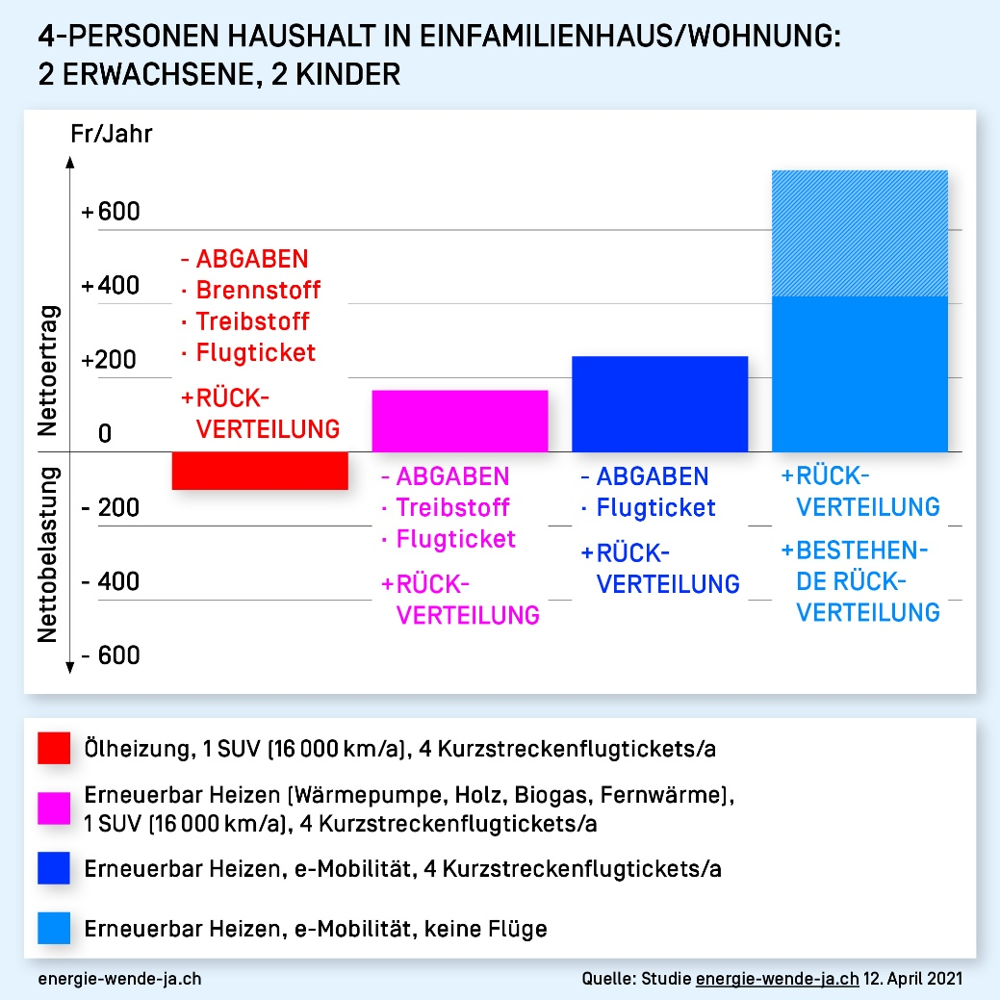 4-PERSONEN HAUSHALT IN EINFAMILIENHAUS/WOHNUNG:
2 ERWACHSENE, 2 KINDER
Fr/Jahr
+600
+400
+200
0
- 200
- 400
- 600
Nettoertrag
Nettobelastung
- ABGABEN
· Brennstoff
· Treibstoff
· Flugticket
+RÜCK-
VERTEILUNG
- ABGABEN
· Treibstoff
· Flugticket
+RÜCK-
VERTEILUNG
- ABGABEN
· Flugticket
+RÜCK-
VERTEILUNG
+RÜCK-
VERTEILUNG
+BESTEHEN-
DE RÜCK-
VERTEILUNG
Ölheizung, 1 SUV (16 000 km/a), 4 Kurzstreckenflugtickets/a
Erneuerbar Heizen (Wärmepumpe, Holz, Biogas, Fernwärme),
1 SUV (16 000 km/a), 4 Kurzstreckenflugtickets/a
Erneuerbar Heizen, e-Mobilität, 4 Kurzstreckenflugtickets/a
Erneuerbar Heizen, e-Mobilität, keine Flüge
energie-wende-ja.ch
Quelle: Studie energie-wende-ja.ch 12. April 2021